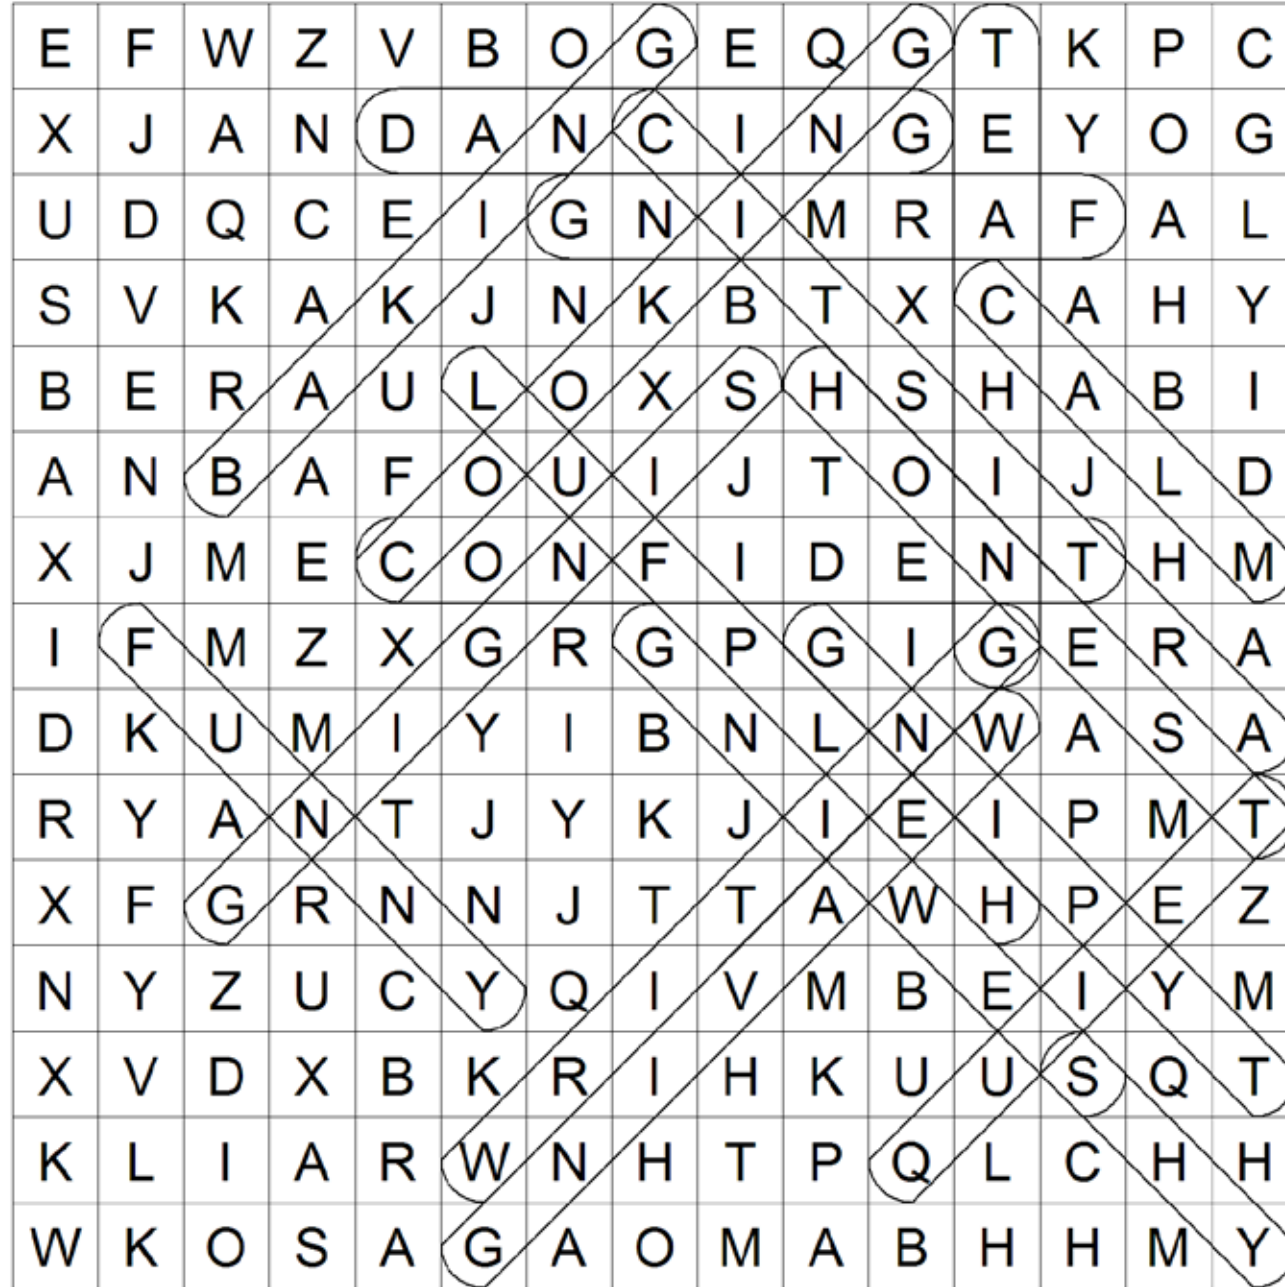 E F W Z V B O G E Q G T K P C
X J A N D A N C I N G E Y O G
U D Q C E I G N I M R A F A L
S V K A K J N K B T X C A H Y
B E R A U L O X S H S H A B I
A N B A F O U I J T O I J L D
X J M E C O N F I D E N T H M
I F M Z X G R G P G I G E R A
D K U M I Y I B N L N W A S A
R Y A N T J Y K J I E I P M T
X F G R N N J T T A W H P E Z
N Y Z U C Y Q I V M B E I Y M
X V D X B K R I H K U U S Q T
K L I A R W N H T P Q L C H H
W K O S A G A O M A B H H M Y